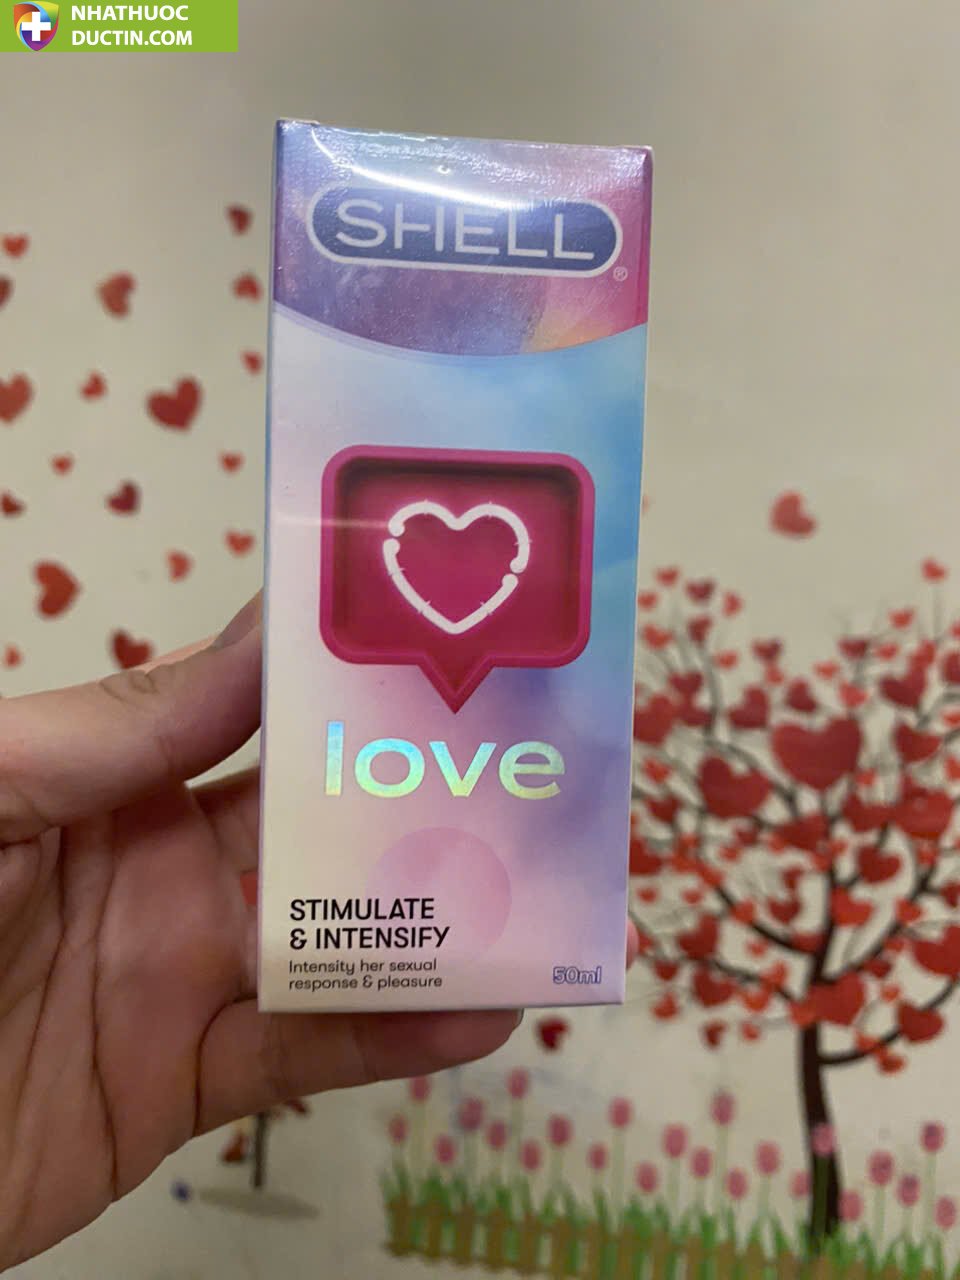 NHATHUOC
DUCTIN.COM
SHELL
®
love
STIMULATE
& INTENSIFY
Intensity her sexual
response & pleasure
50ml